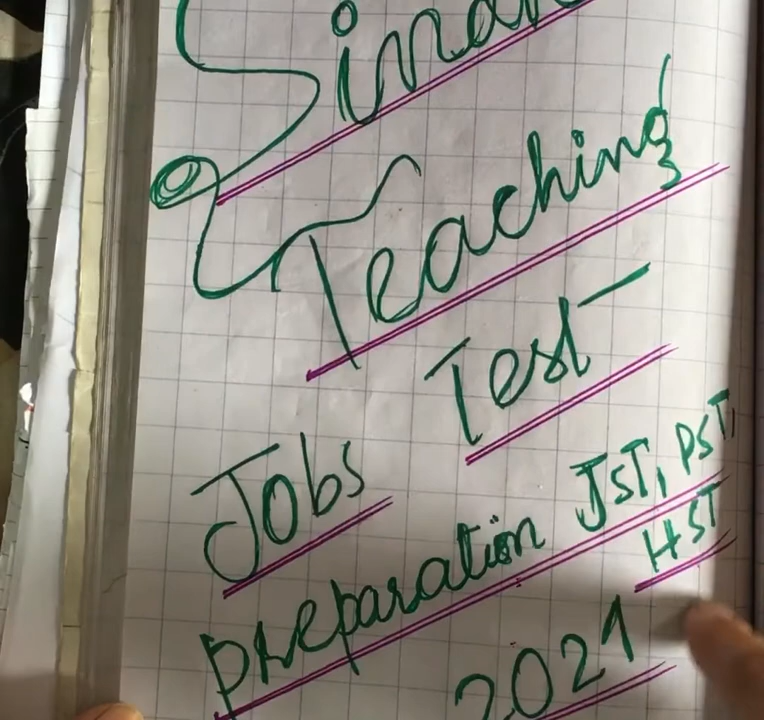 Teaching
Test
Jobs
preparation JST, PST,
HST
2021